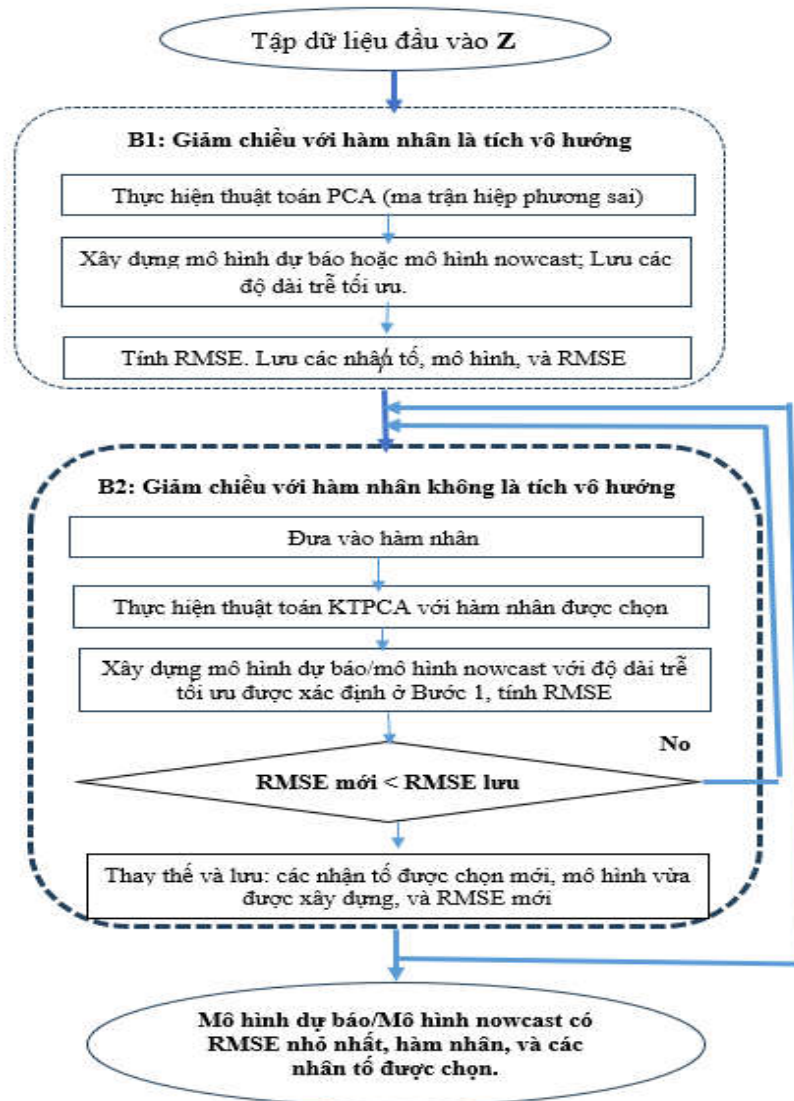 Tập dữ liệu đầu vào Z
B1: Giảm chiều với hàm nhân là tích vô hướng
Thực hiện thuật toán PCA (ma trận hiệp phương sai)
Xây dựng mô hình dự báo hoặc mô hình nowcast; Lưu các
độ dài trễ tối ưu.
Tính RMSE. Lưu các nhân tố, mô hình, và RMSE
B2: Giảm chiều với hàm nhân không là tích vô hướng
Đưa vào hàm nhân
Thực hiện thuật toán KTPCA với hàm nhân được chọn
Xây dựng mô hình dự báo/mô hình nowcast với độ dài trễ
tối ưu được xác định ở Bước 1, tính RMSE
No
RMSE mới < RMSE lưu
Thay thế và lưu: các nhận tố được chọn mới, mô hình vừa
được xây dựng, và RMSE mới
Mô hình dự báo/Mô hình nowcast có
RMSE nhỏ nhất, hàm nhân, và các
nhân tố được chọn.